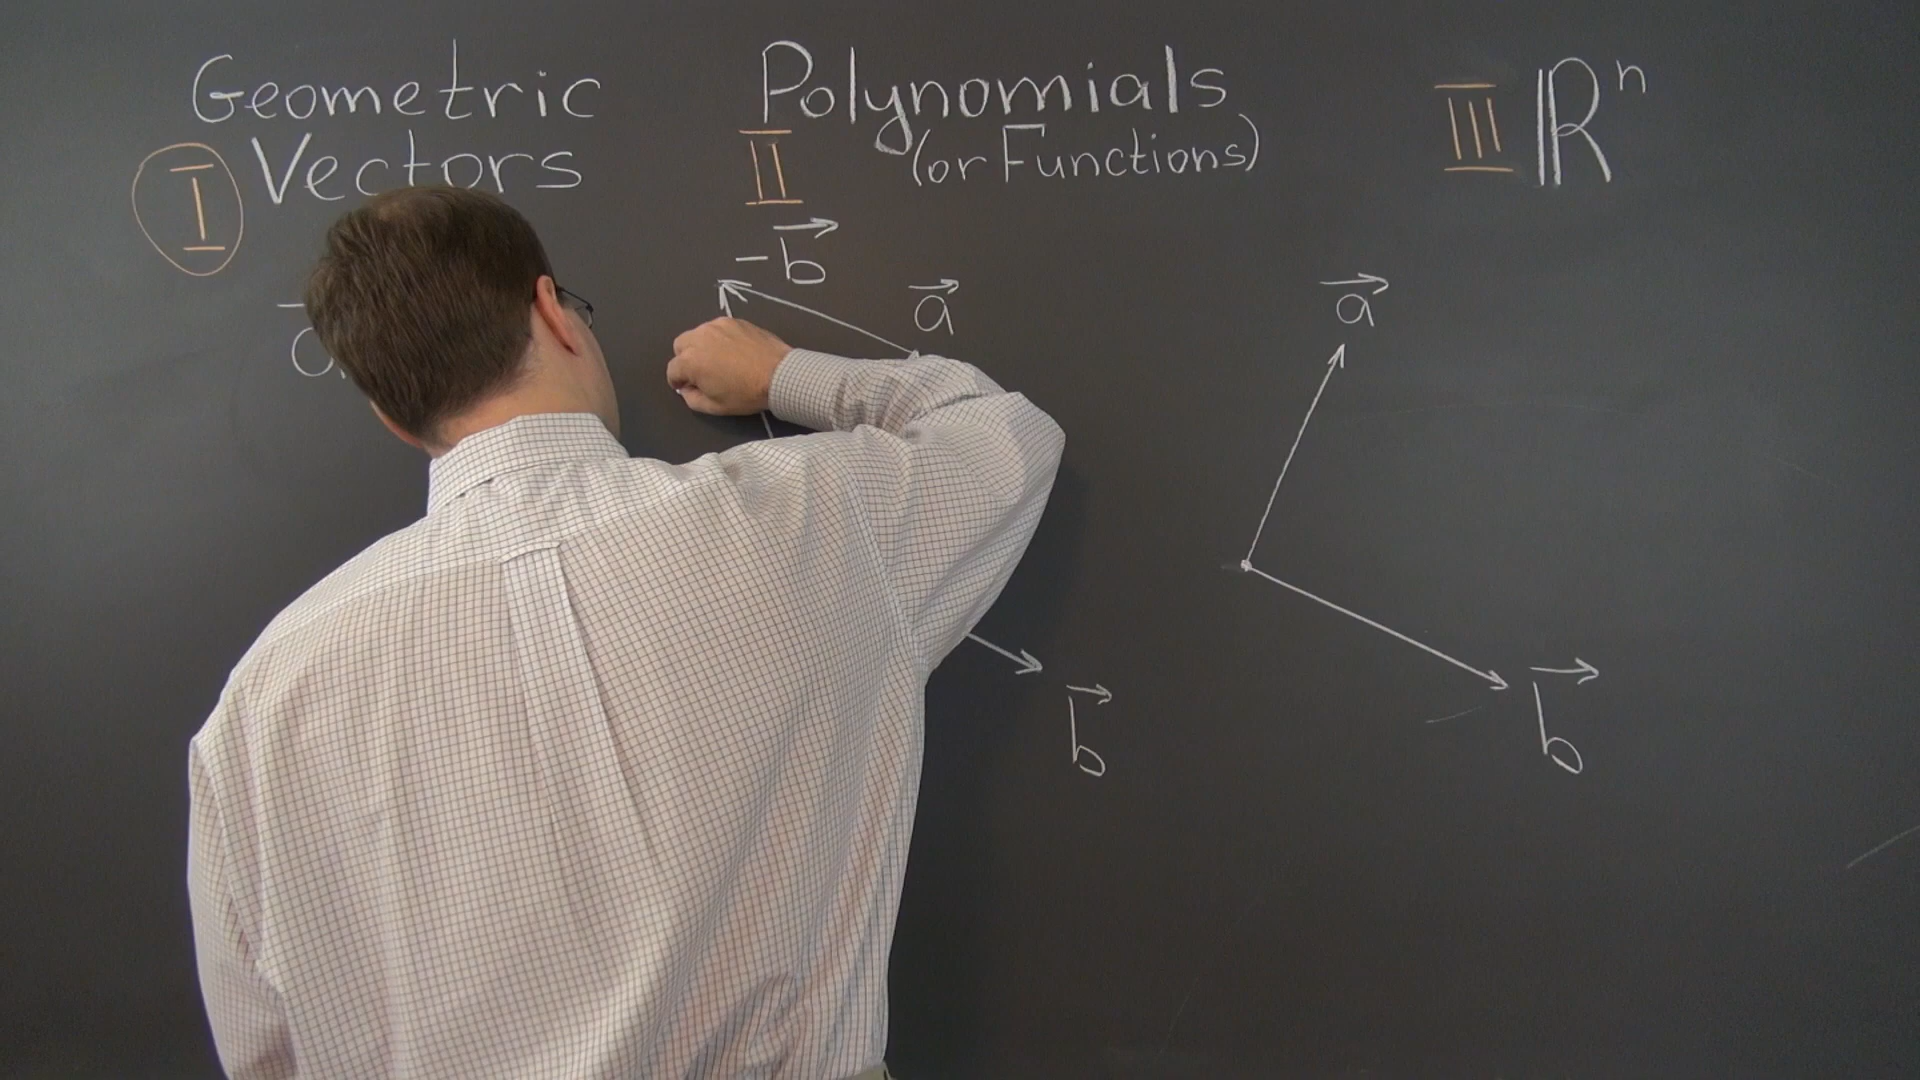 Geometric
Vectors
I
Polynomials
(or Functions)
II
III ℝⁿ
-b⃗
a⃗
b⃗
a⃗
b⃗